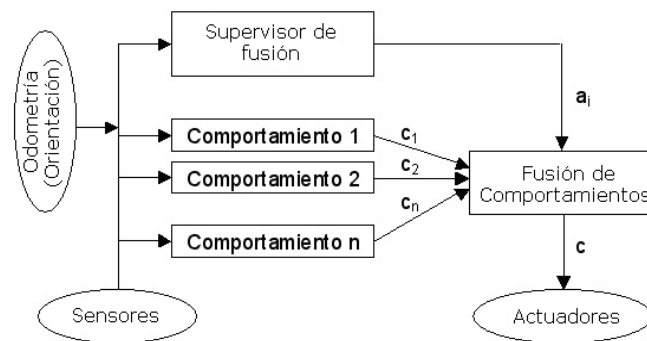 Supervisor de
fusión
Odometría
(Orientación)
a i
Comportamiento 1
c 1
Comportamiento 2
c 2
Fusión de
Comportamientos
c n
Comportamiento n
c
Sensores
Actuadores